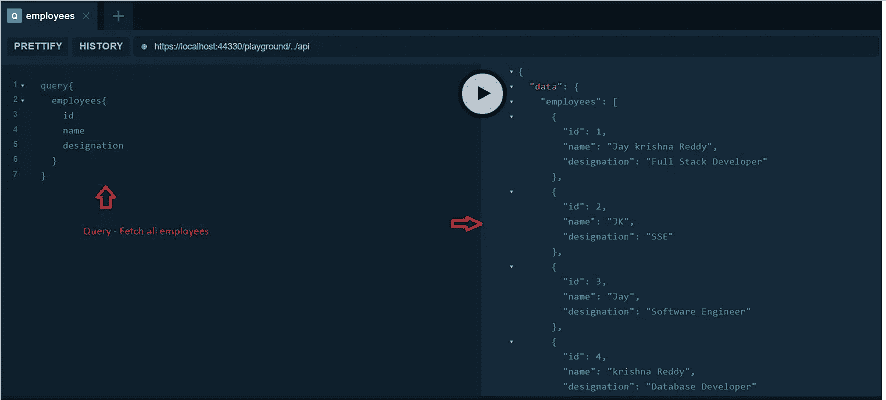 Q employees × +
PRETTIFY HISTORY https://localhost:44330/playground/../api
1 query{
2 employees{
3 id
4 name
5 designation
6 }
7 }
Query - Fetch all employees
{
"data": {
"employees": [
{
"id": 1,
"name": "Jay krishna Reddy",
"designation": "Full Stack Developer"
},
{
"id": 2,
"name": "JK",
"designation": "SSE"
},
{
"id": 3,
"name": "Jay",
"designation": "Software Engineer"
},
{
"id": 4,
"name": "krishna Reddy",
"designation": "Database Developer"